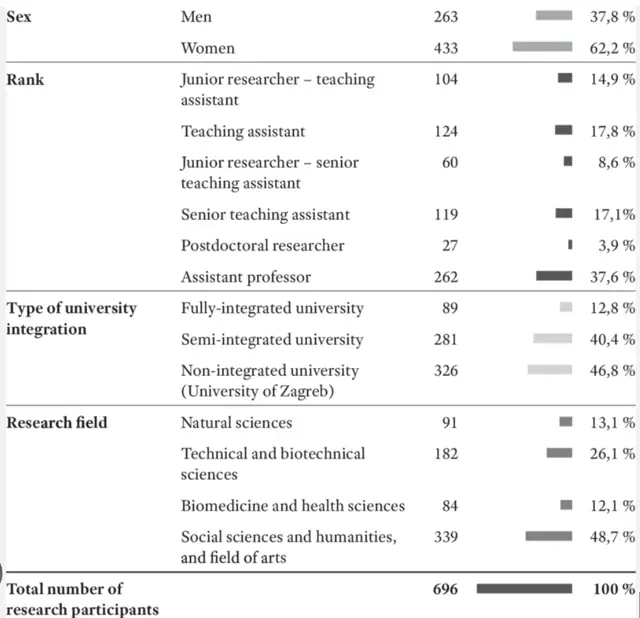 Sex Men 263 37,8 %
Women 433 62,2 %
Rank Junior researcher – teaching 104 14,9 %
assistant
Teaching assistant 124 17,8 %
Junior researcher – senior 60 8,6 %
teaching assistant
Senior teaching assistant 119 17,1%
Postdoctoral researcher 27 3,9 %
Assistant professor 262 37,6 %
Type of university Fully-integrated university 89 12,8 %
integration
Semi-integrated university 281 40,4 %
Non-integrated university 326 46,8 %
(University of Zagreb)
Research field Natural sciences 91 13,1 %
Technical and biotechnical 182 26,1 %
sciences
Biomedicine and health sciences 84 12,1 %
Social sciences and humanities, 339 48,7 %
and field of arts
Total number of 696 100 %
research participants